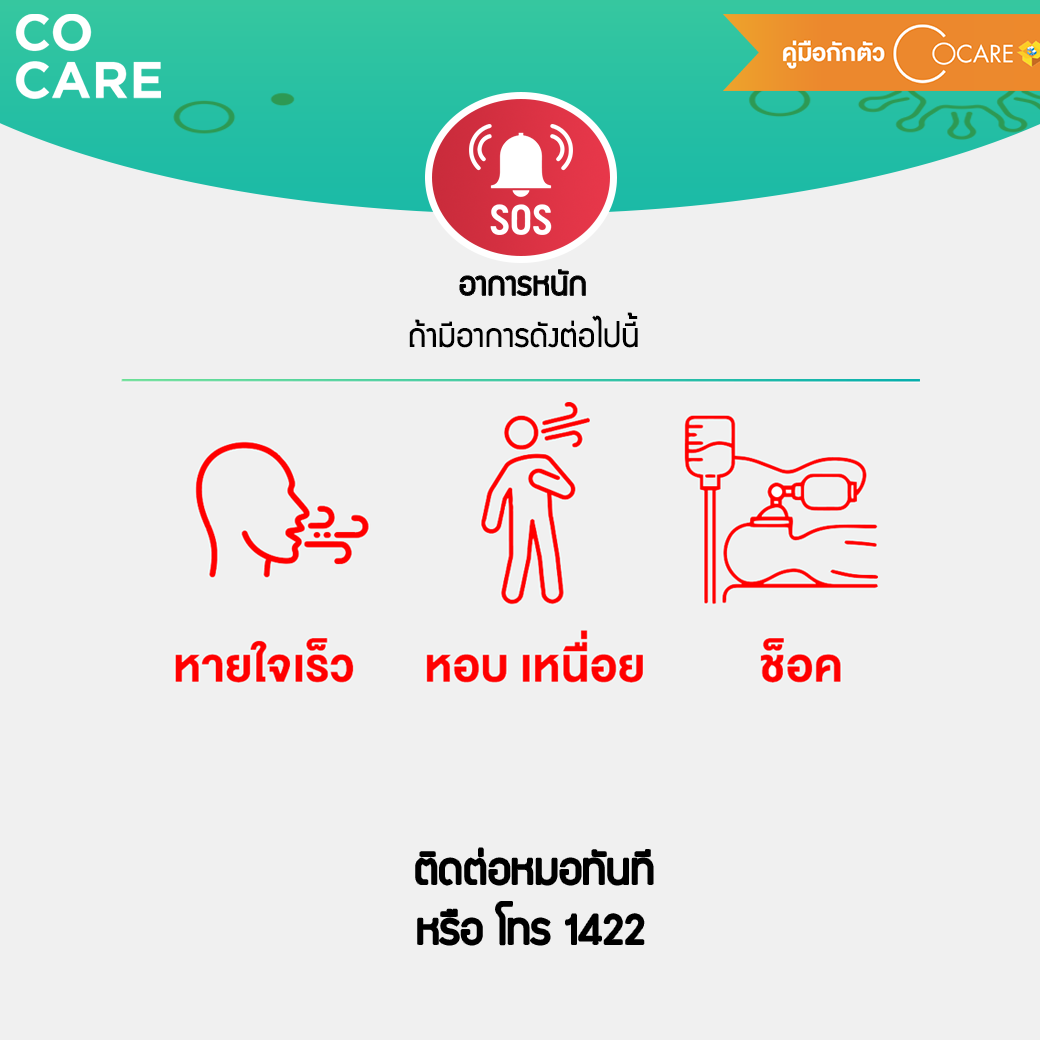 CO
CARE
คู่มือกักตัว COCARE
SOS
อาการหนัก
ถ้ามีอาการดังต่อไปนี้
หายใจเร็ว
หอบ เหนื่อย
ช็อค
ติดต่อหมอทันที
หรือ โทร 1422